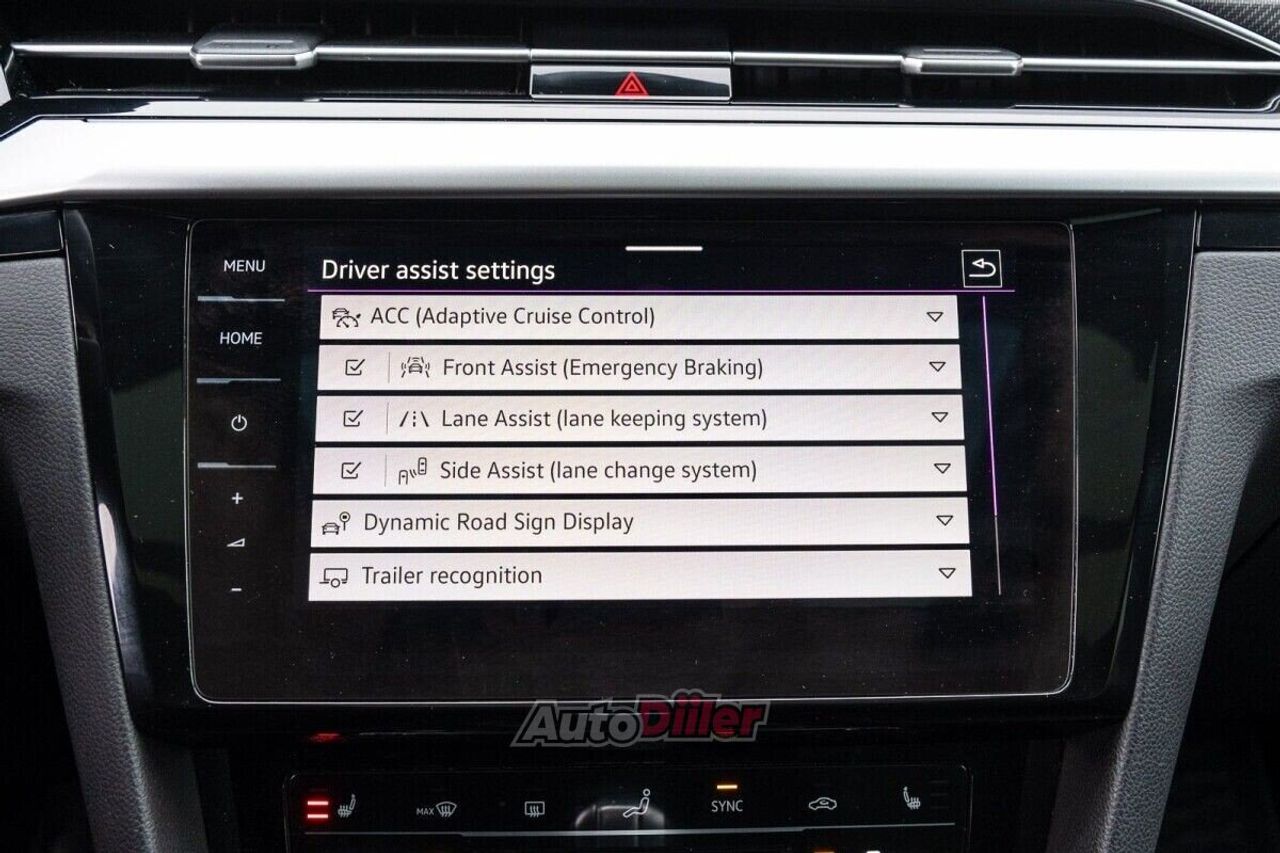 MENU
Driver assist settings
ACC (Adaptive Cruise Control)
HOME
Front Assist (Emergency Braking)
Lane Assist (lane keeping system)
Side Assist (lane change system)
+
Dynamic Road Sign Display
-
Trailer recognition
AutoDiler
MAX
SYNC